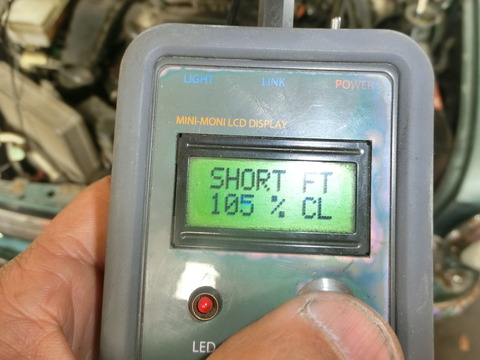 LIGHT LINK POWER
MINI-MONI LCD DISPLAY
SHORT FT
105 % CL
LED